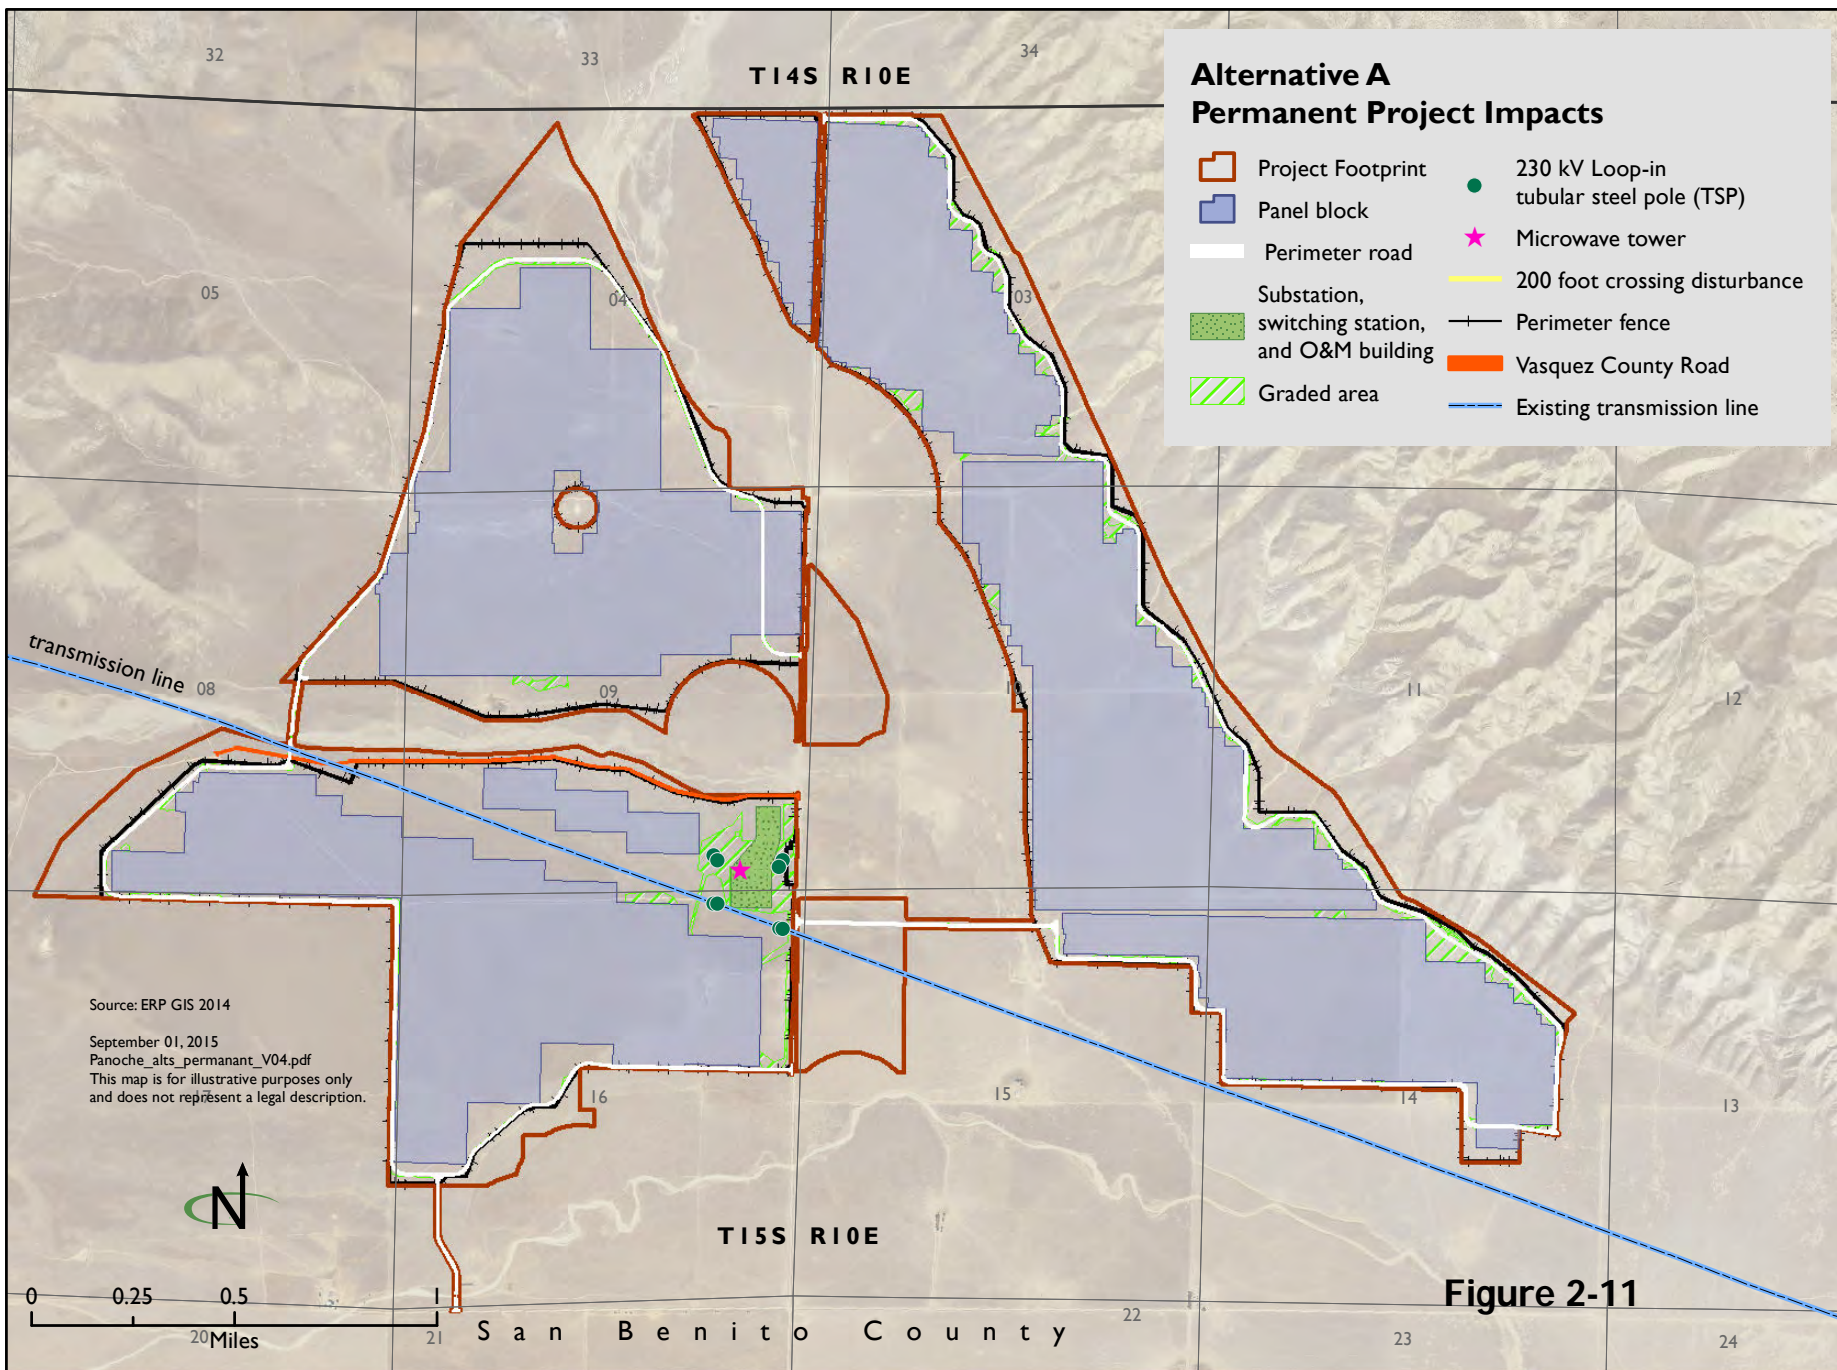 32
33
T14S R10E
34
Alternative A
Permanent Project Impacts
Project Footprint
Panel block
Perimeter road
Substation,
switching station,
and O&M building
Graded area
230 kV Loop-in
tubular steel pole (TSP)
Microwave tower
200 foot crossing disturbance
Perimeter fence
Vasquez County Road
Existing transmission line
05
04
03
transmission line
08
09
10
11
12
Source: ERP GIS 2014
September 01, 2015
Panoche_alts_permanant_V04.pdf
This map is for illustrative purposes only
and does not represent a legal description.
17
16
15
14
13
N
T15S R10E
Figure 2-11
0 0.25 0.5 1
Miles
20
21
San Benito County
22
23
24